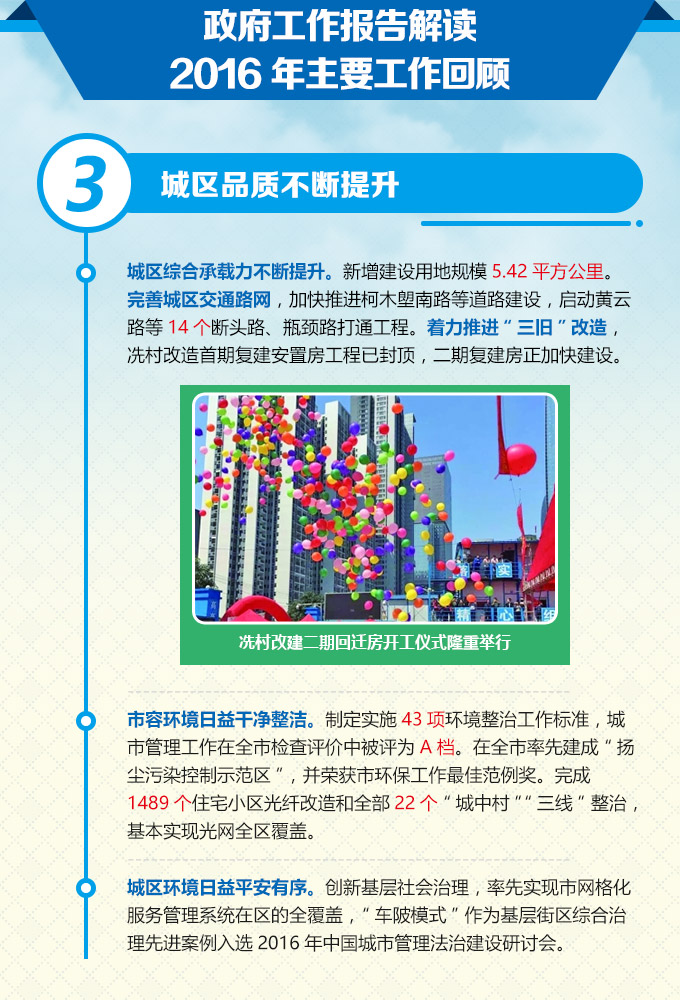 政府工作报告解读
2016 年主要工作回顾
3
城区品质不断提升
城区综合承载力不断提升。新增建设用地规模 5.42 平方公里。
完善城区交通路网，加快推进柯木塱南路等道路建设，启动黄云
路等 14 个断头路、瓶颈路打通工程。着力推进“三旧”改造，
冼村改造首期复建安置房工程已封顶，二期复建房正加快建设。
实
精 心
冼村改建二期回迁房开工仪式隆重举行
市容环境日益干净整洁。制定实施 43 项环境整治工作标准，城
市管理工作在全市检查评价中被评为 A 档。在全市率先建成“扬
尘污染控制示范区”，并荣获市环保工作最佳范例奖。完成
1489 个住宅小区光纤改造和全部 22 个“城中村”“三线”整治，
基本实现光网全区覆盖。
城区环境日益平安有序。创新基层社会治理，率先实现市网格化
服务管理系统在区的全覆盖，“车陂模式”作为基层街区综合治
理先进案例入选 2016 年中国城市管理法治建设研讨会。